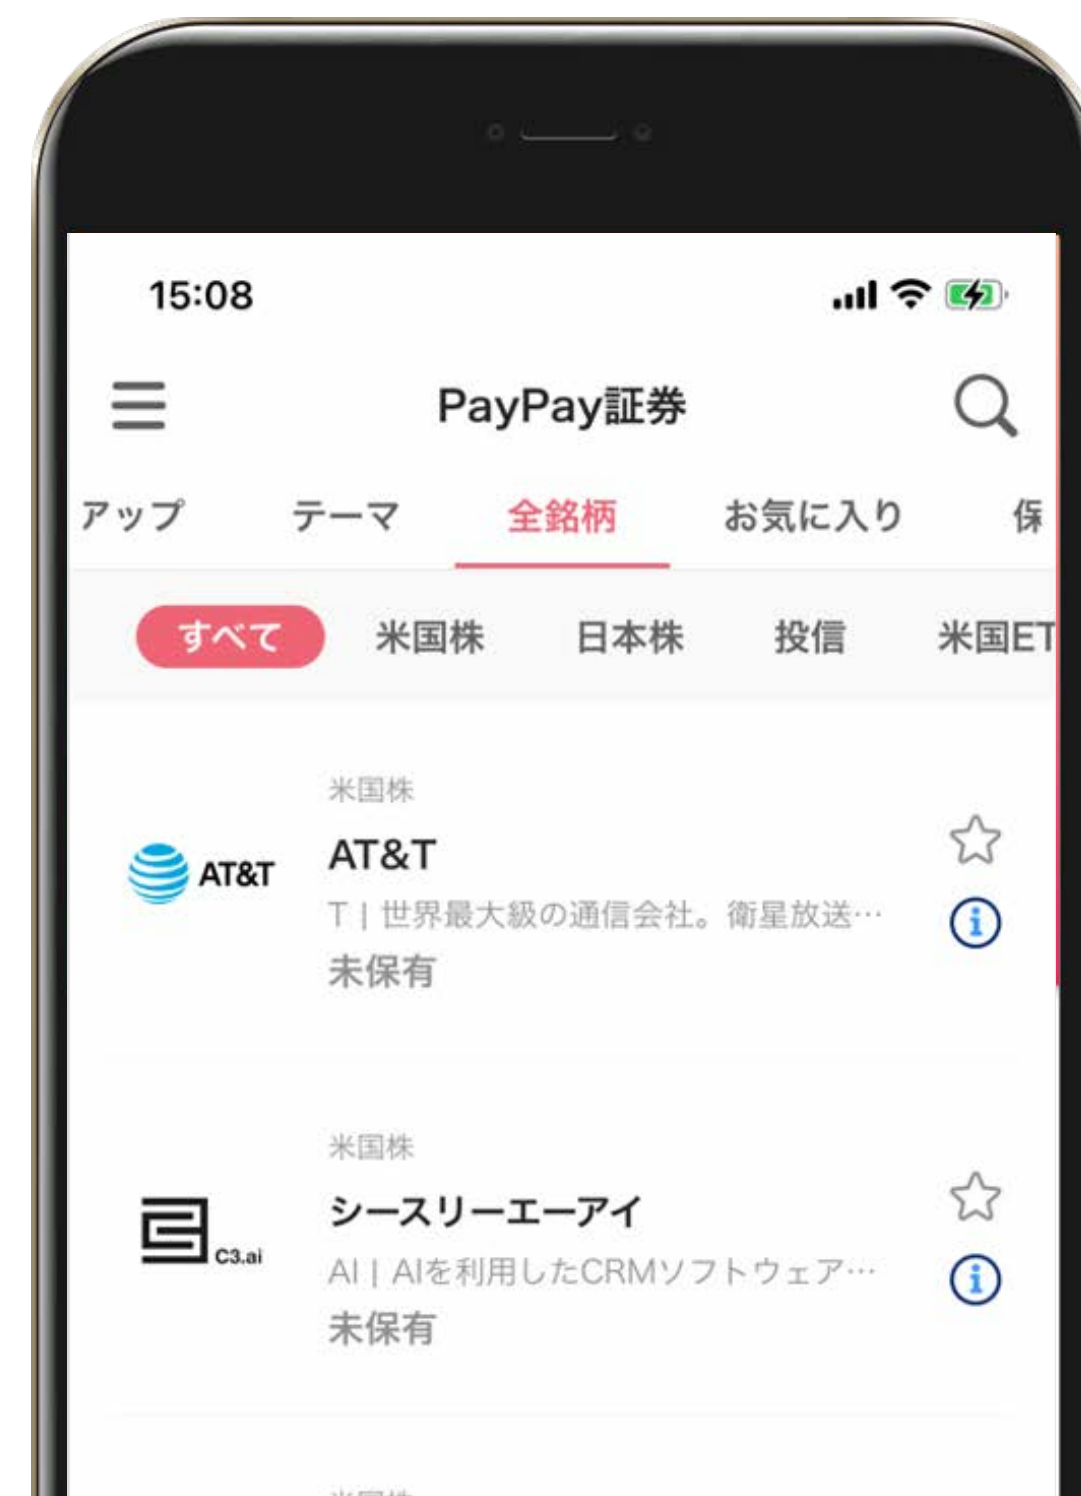 15:08
PayPay証券
アップ テーマ 全銘柄 お気に入り 保
すべて 米国株 日本株 投信 米国ET
米国株
AT&T
AT&T
T | 世界最大級の通信会社。衛星放送…
未保有
米国株
シースリーエーアイ
C3.ai
AI | AIを利用したCRMソフトウェア…
未保有